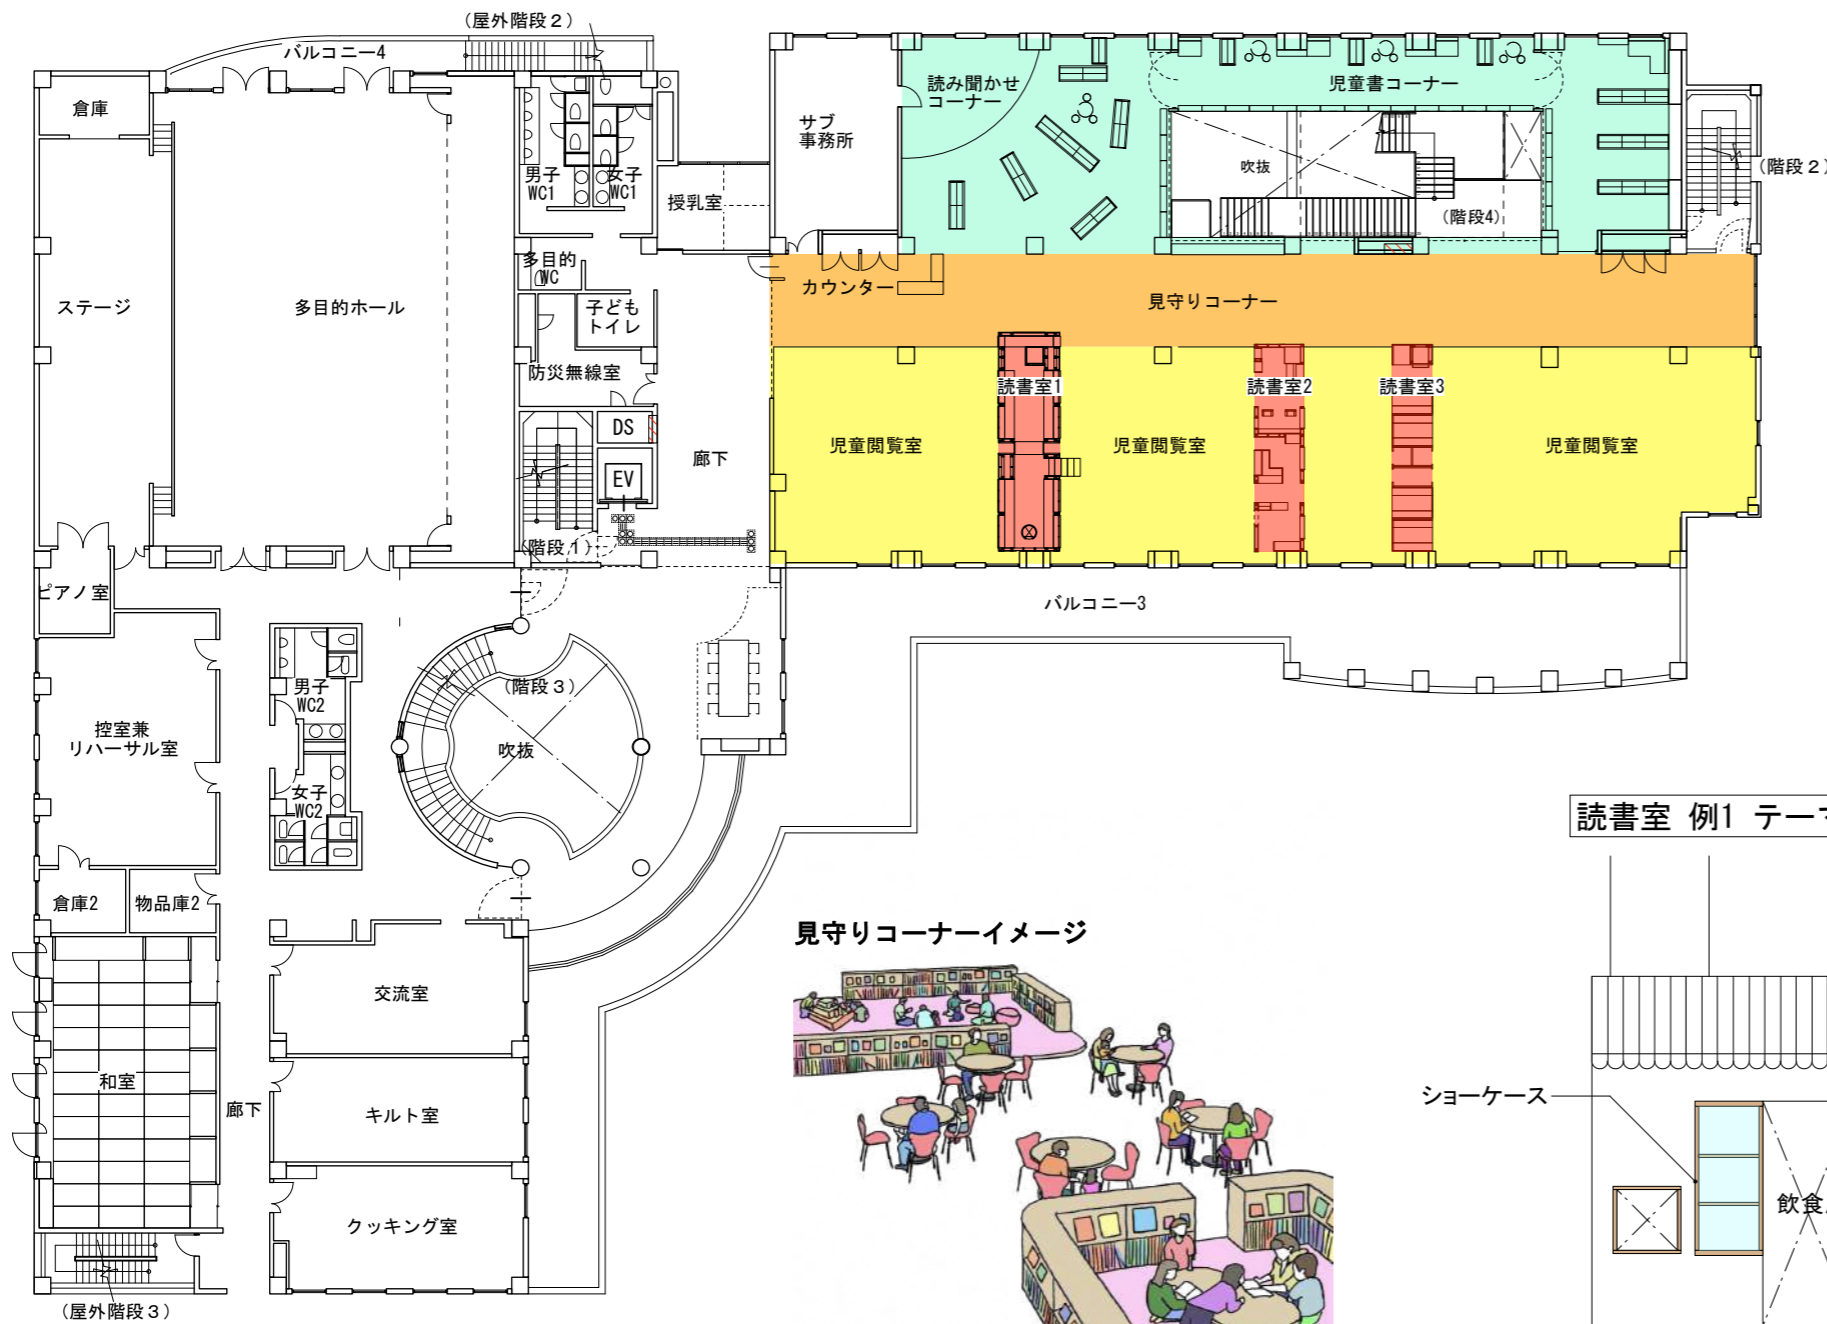 (屋外階段２)
バルコニー4
倉庫
読み聞かせ
コーナー
児童書コーナー
サブ
事務所
吹抜
(階段２)
男子
WC1
女子
WC1
授乳室
(階段4)
多目的
WC
カウンター
見守りコーナー
ステージ
多目的ホール
子ども
トイレ
防災無線室
読書室1
読書室2
読書室3
DS
EV
廊下
児童閲覧室
児童閲覧室
児童閲覧室
(階段１)
ピアノ室
バルコニー3
男子
WC2
(階段３)
控室兼
リハーサル室
吹抜
女子
WC2
読書室 例1 テーマ
倉庫2
物品庫2
見守りコーナーイメージ
交流室
和室
廊下
キルト室
ショーケース
飲食
クッキング室
(屋外階段３)